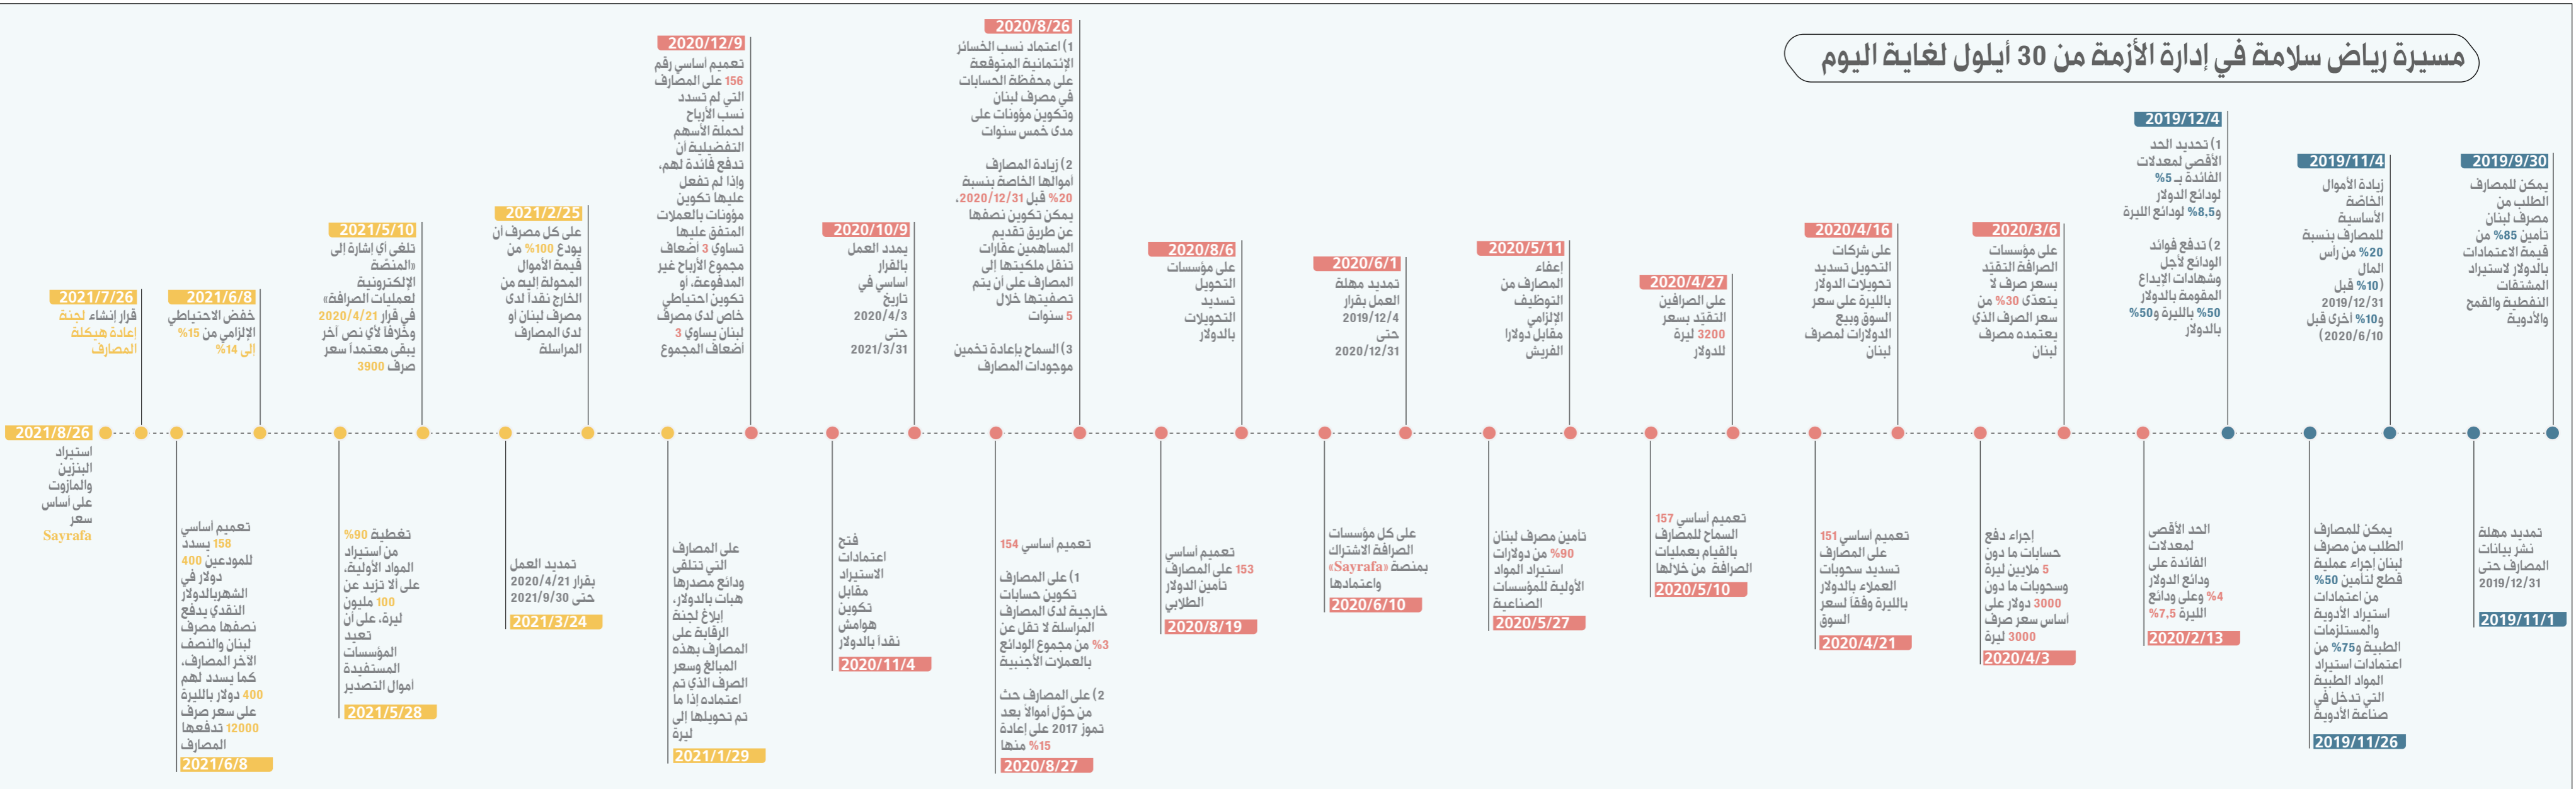 مسيرة رياض سلامة في إدارة الأزمة من 30 أيلول لغاية اليوم
2019/9/30
يمكن للمصارف
الطلب من
مصرف لبنان
تأمين 85% من
قيمة الاعتمادات
بالدولار لاستيراد
المشتقات
النفطية والقمح
والأدوية
تمديد مهلة
نشر بيانات
المصارف حتى
2019/12/31
2019/11/1
2019/11/4
زيادة الأموال
الخاصّة
الأساسية
للمصارف بنسبة
20% من رأس
المال
(10% قبل
2019/12/31
و10% أخرى قبل
2020/6/10)
يمكن للمصارف
الطلب من مصرف
لبنان إجراء عملية
قطع لتأمين 50%
من اعتمادات
استيراد الأدوية
والمستلزمات
الطبية و75% من
اعتمادات استيراد
المواد الطبية
التي تدخل في
صناعة الأدوية
2019/11/26
2019/12/4
1) تحديد الحد
الأقصى لمعدلات
الفائدة بـ 5%
لودائع الدولار
و8,5% لودائع الليرة
2) تدفع فوائد
الودائع لأجل
وشهادات الإيداع
المقومة بالدولار
50% بالليرة و50%
بالدولار
الحد الأقصى
لمعدلات
الفائدة على
ودائع الدولار
4% وعلى ودائع
الليرة 7,5%
2020/2/13
2020/3/6
على مؤسسات
الصرافة التقيّد
بسعر صرف لا
يتعدّى 30% من
سعر الصرف الذي
يعتمده مصرف
لبنان
إجراء دفع
حسابات ما دون
5 ملايين ليرة
وسحوبات ما دون
3000 دولار على
أساس سعر صرف
3000 ليرة
2020/4/3
2020/4/16
على شركات
التحويل تسديد
تحويلات الدولار
بالليرة على سعر
السوق وبيع
الدولارات لمصرف
لبنان
تعميم أساسي 151
على المصارف
تسديد سحوبات
العملاء بالدولار
بالليرة وفقاً لسعر
السوق
2020/4/21
2020/4/27
على الصرافين
التقيّد بسعر
3200 ليرة
للدولار
تعميم أساسي 157
السماح للمصارف
بالقيام بعمليات
الصرافة من خلالها
2020/5/10
2020/5/11
إعفاء
المصارف من
التوظيف
الإلزامي
مقابل دولارا
الفريش
تأمين مصرف لبنان
90% من دولارات
استيراد المواد
الأولية للمؤسسات
الصناعية
2020/5/27
2020/6/1
تمديد مهلة
العمل بقرار
2019/12/4
حتى
2020/12/31
على كل مؤسسات
الصرافة الاشتراك
بمنصة «Sayrafa»
واعتمادها
2020/6/10
2020/8/6
على مؤسسات
التحويل
تسديد
التحويلات
بالدولار
تعميم أساسي
153 على المصارف
تأمين الدولار
الطلابي
2020/8/19
2020/8/26
1) اعتماد نسب الخسائر
الإئتمانية المتوقعة
على محفظة الحسابات
في مصرف لبنان
وتكوين مؤونات على
مدى خمس سنوات
2) زيادة المصارف
أموالها الخاصة بنسبة
20% قبل 2020/12/31،
يمكن تكوين نصفها
عن طريق تقديم
المساهمين عقارات
تنقل ملكيتها إلى
المصارف على أن يتم
تصفيتها خلال
5 سنوات
3) السماح بإعادة تخمين
موجودات المصارف
تعميم أساسي 154
1) على المصارف
تكوين حسابات
خارجية لدى المصارف
المراسلة لا تقل عن
3% من مجموع الودائع
بالعملات الأجنبية
2) على المصارف حث
من حوّل أموالاً بعد
تموز 2017 على إعادة
15% منها
2020/8/27
2020/10/9
يمدد العمل
بالقرار
اساسي في
تاريخ
2020/4/3
حتى
2021/3/31
فتح
اعتمادات
الاستيراد
مقابل
تكوين
هوامش
نقداً بالدولار
2020/11/4
2020/12/9
تعميم أساسي رقم
156 على المصارف
التي لم تسدد
نسب الأرباح
لحملة الأسهم
التفضيلية أن
تدفع فائدة لهم،
وإذا لم تفعل
عليها تكوين
مؤونات بالعملات
المتفق عليها
تساوي 3 أضعاف
مجموع الأرباح غير
المدفوعة، أو
تكوين احتياطي
خاص لدى مصرف
لبنان يساوي 3
أضعاف المجموع
على المصارف
التي تتلقى
ودائع مصدرها
هبات بالدولار،
إبلاغ لجنة
الرقابة على
المصارف بهذه
المبالغ وسعر
الصرف الذي تم
اعتماده إذا ما
تم تحويلها إلى
ليرة
2021/1/29
2021/2/25
على كل مصرف أن
يودع 100% من
قيمة الأموال
المحولة إليه من
الخارج نقداً لدى
مصرف لبنان أو
لدى المصارف
المراسلة
تمديد العمل
بقرار 2020/4/21
حتى 2021/9/30
2021/3/24
2021/5/10
تلغى أي إشارة إلى
«المنصّة
الإلكترونية
لعمليات الصرافة»
في قرار 2020/4/21
وخلافاً لأي نص آخر
يبقى معتمداً سعر
صرف 3900
تغطية 90%
من استيراد
المواد الأولية،
على ألا تزيد عن
100 مليون
ليرة، على أن
تعيد
المؤسسات
المستفيدة
أموال التصدير
2021/5/28
2021/6/8
خفض الاحتياطي
الإلزامي من 15%
إلى 14%
تعميم أساسي
158 يسدد
للمودعين 400
دولار في
الشهربالدولار
النقدي يدفع
نصفها مصرف
لبنان والنصف
الآخر المصارف،
كما يسدد لهم
400 دولار بالليرة
على سعر صرف
12000 تدفعها
المصارف
2021/6/8
2021/7/26
قرار إنشاء لجنة
إعادة هيكلة
المصارف
2021/8/26
استيراد
البنزين
والمازوت
على أساس
سعر
Sayrafa